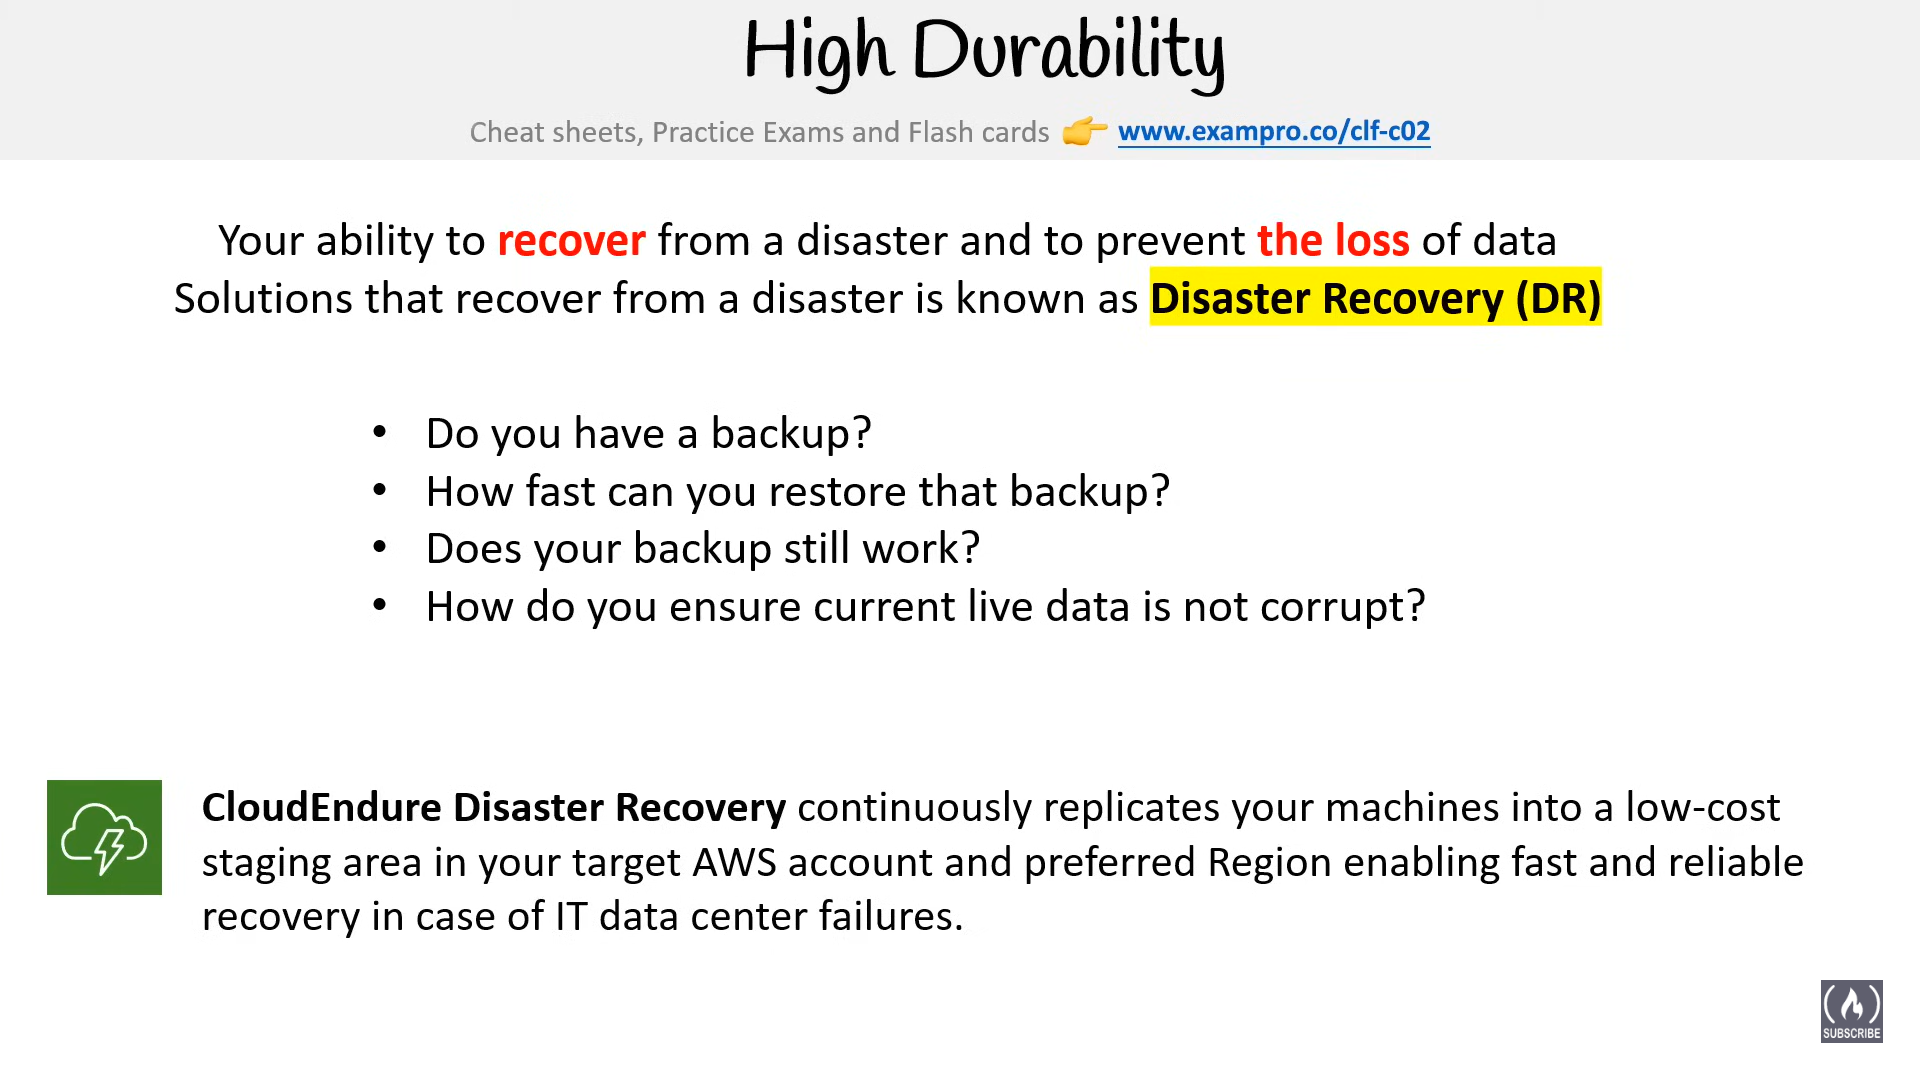 High Durability
Cheat sheets, Practice Exams and Flash cards 👉 www.exampro.co/clf-c02
Your ability to recover from a disaster and to prevent the loss of data
Solutions that recover from a disaster is known as Disaster Recovery (DR)
• Do you have a backup?
• How fast can you restore that backup?
• Does your backup still work?
• How do you ensure current live data is not corrupt?
CloudEndure Disaster Recovery continuously replicates your machines into a low-cost
staging area in your target AWS account and preferred Region enabling fast and reliable
recovery in case of IT data center failures.
SUBSCRIBE